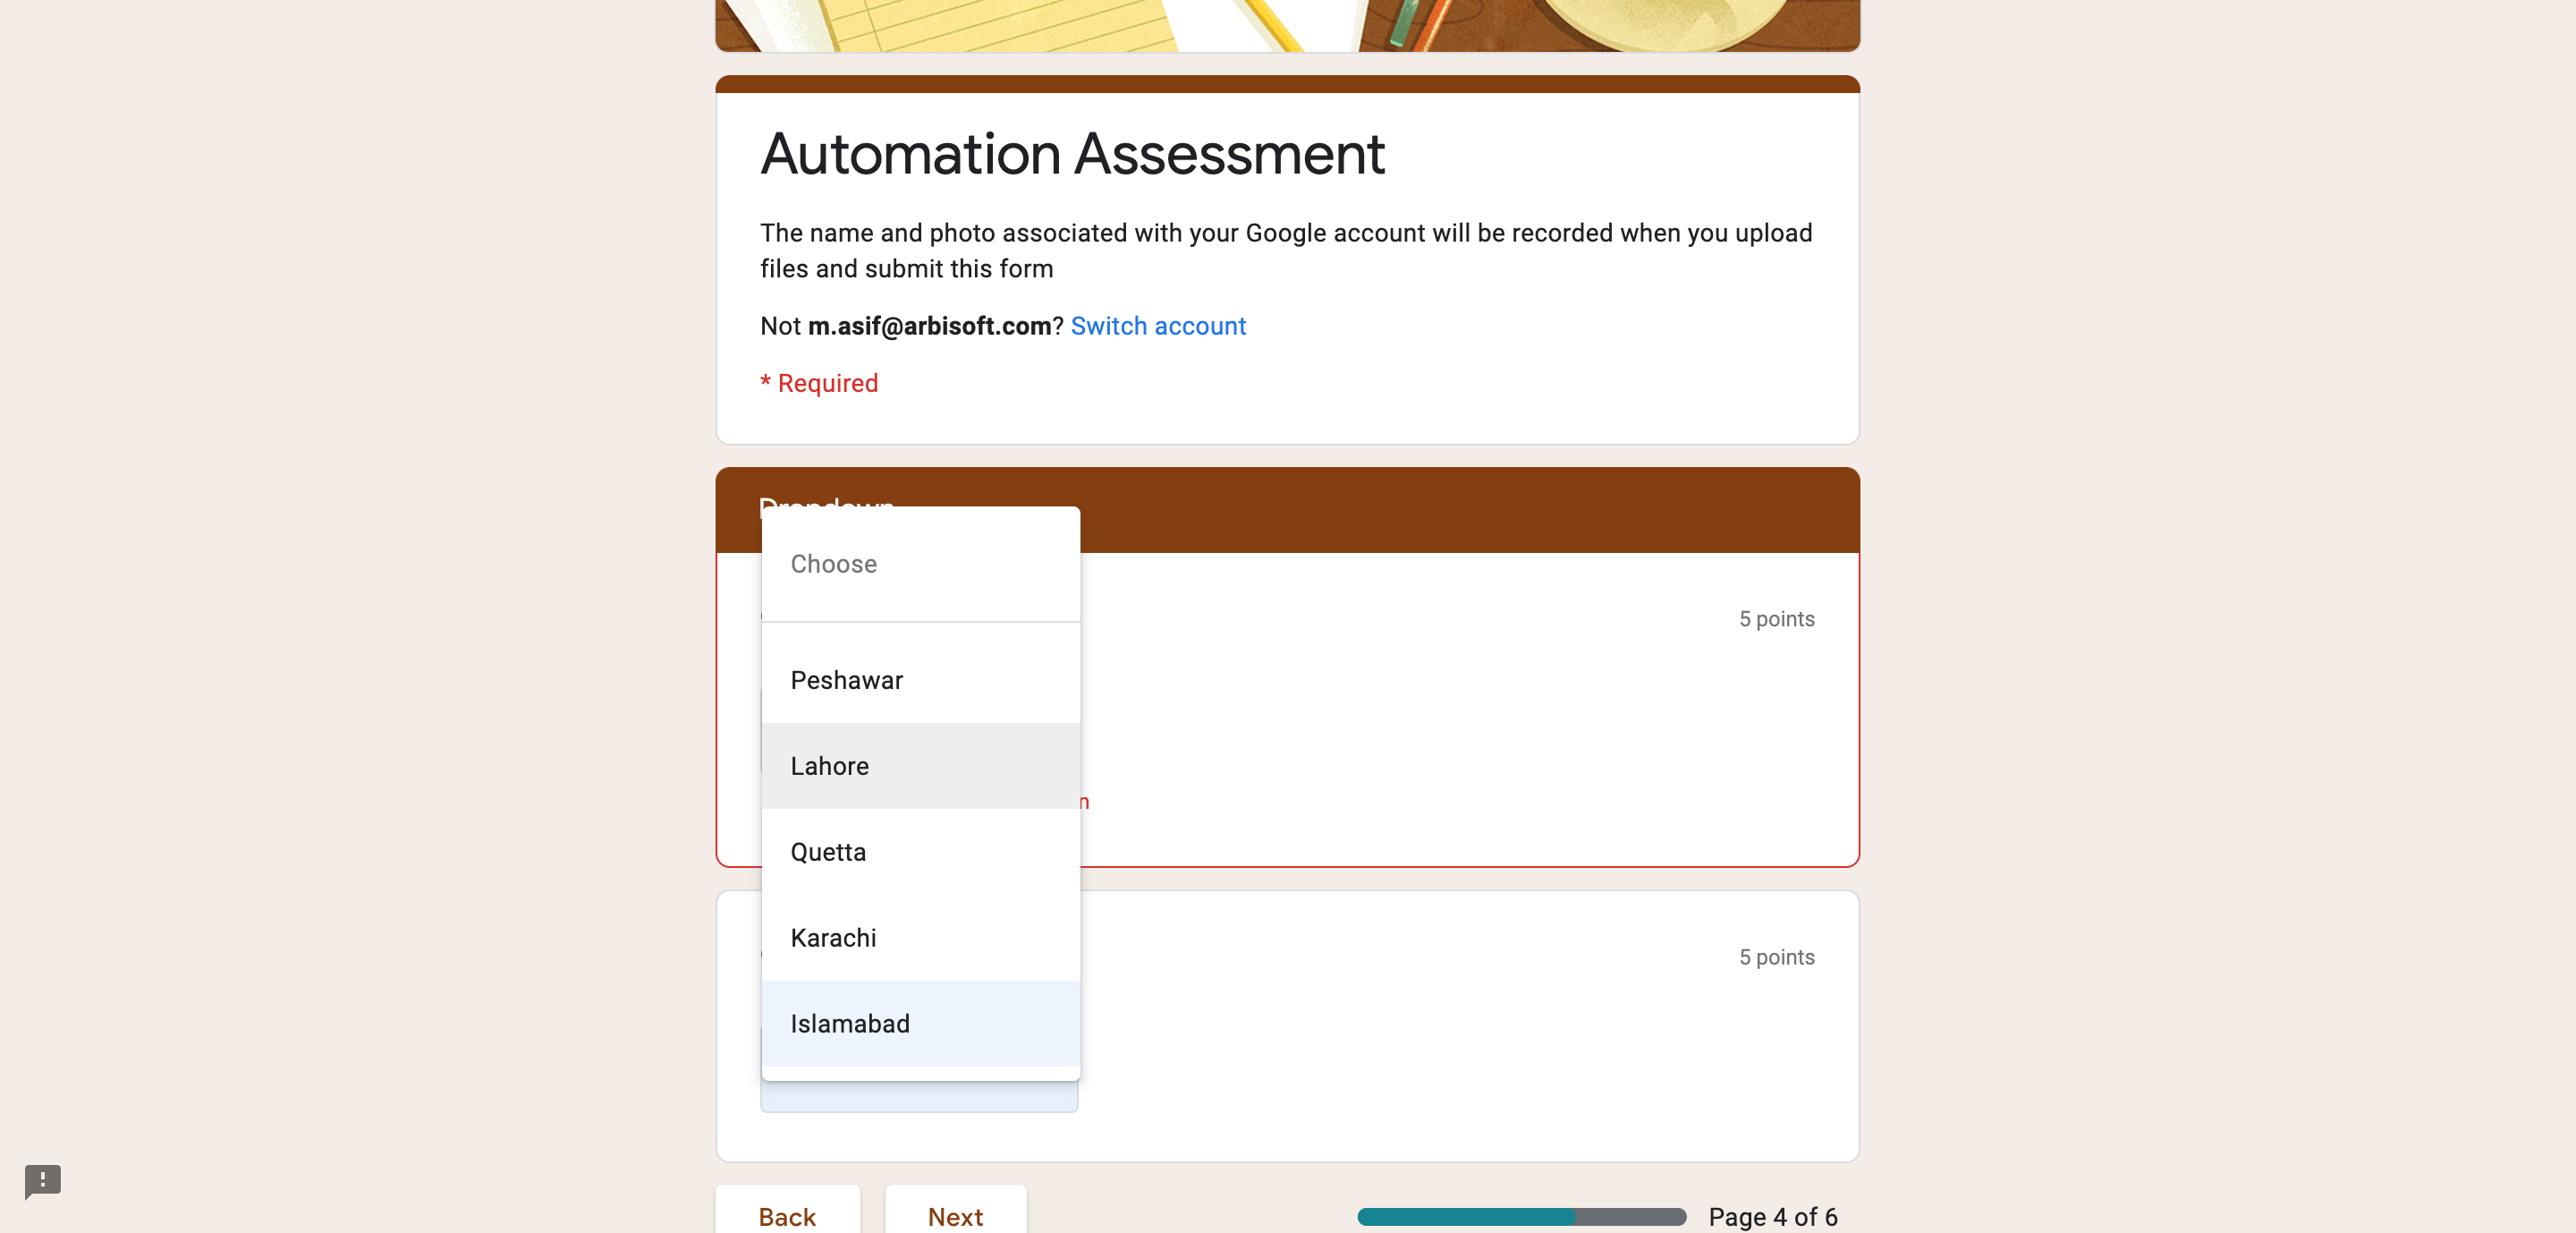 Automation Assessment
The name and photo associated with your Google account will be recorded when you upload
files and submit this form
Not m.asif@arbisoft.com? Switch account
* Required
Dropdown
Choose
5 points
Peshawar
Lahore
Quetta
Karachi
5 points
Islamabad
Back
Next
Page 4 of 6